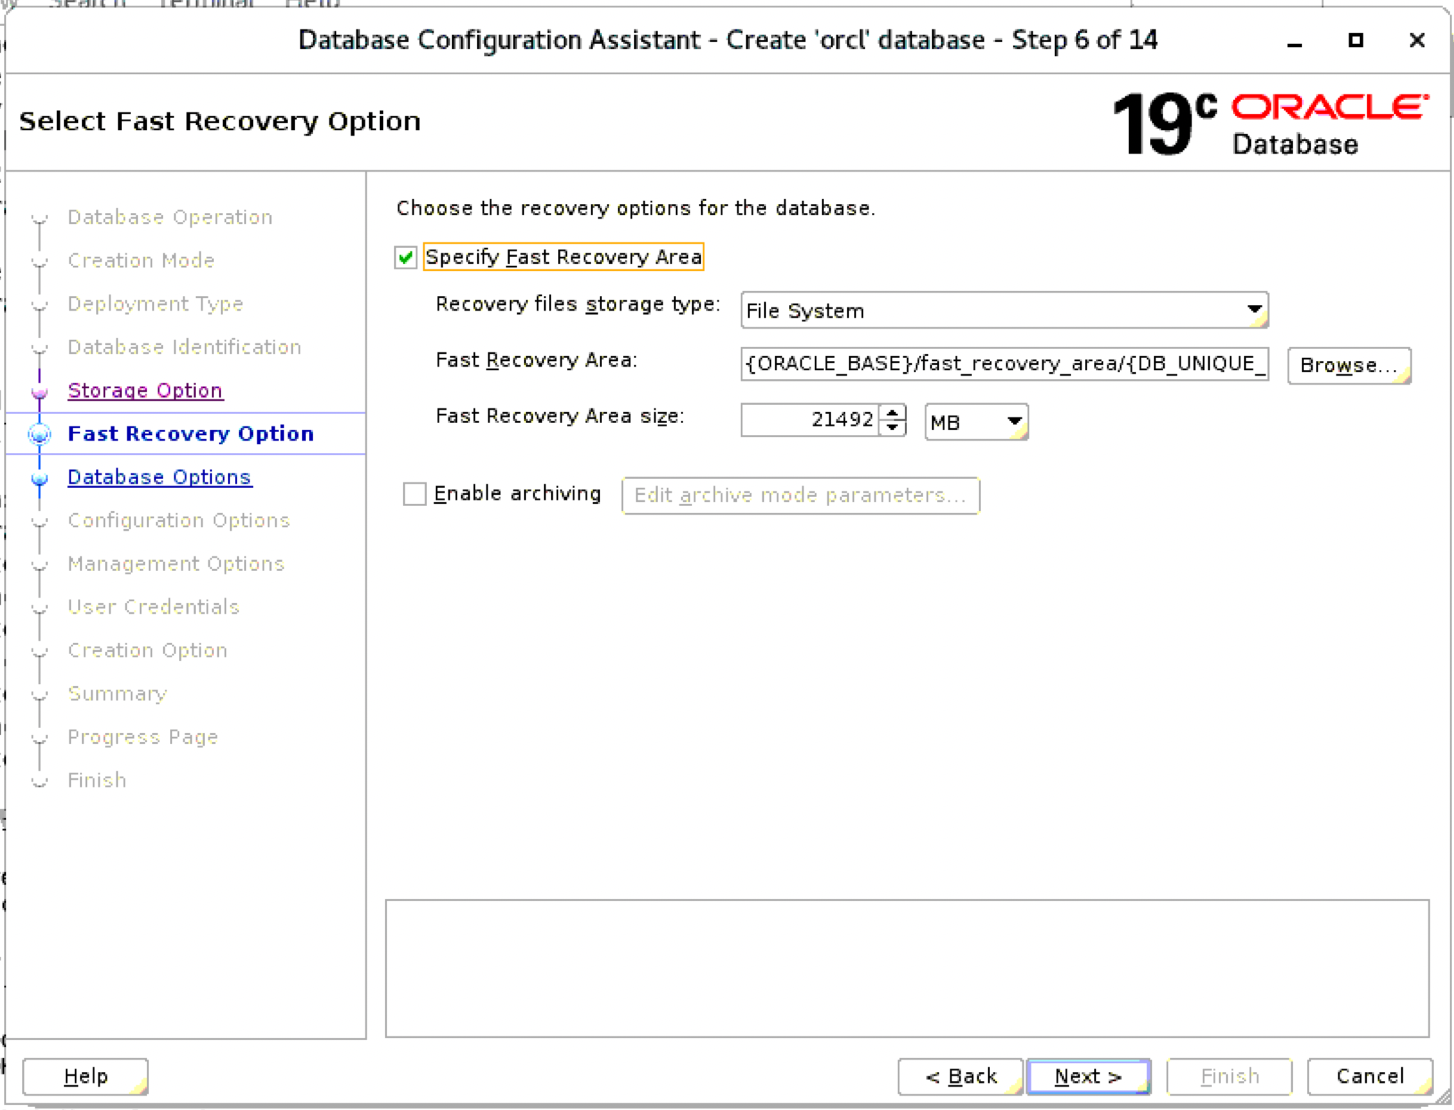 Search Terminal Help
Database Configuration Assistant - Create 'orcl' database - Step 6 of 14
Select Fast Recovery Option
19c ORACLE
Database
Database Operation
Creation Mode
Deployment Type
Database Identification
Storage Option
Fast Recovery Option
Database Options
Configuration Options
Management Options
User Credentials
Creation Option
Summary
Progress Page
Finish
Choose the recovery options for the database.
Specify Fast Recovery Area
Recovery files storage type: File System
Fast Recovery Area: {ORACLE_BASE}/fast_recovery_area/{DB_UNIQUE_ Browse...
Fast Recovery Area size: 21492 MB
Enable archiving Edit archive mode parameters...
Help < Back Next > Finish Cancel